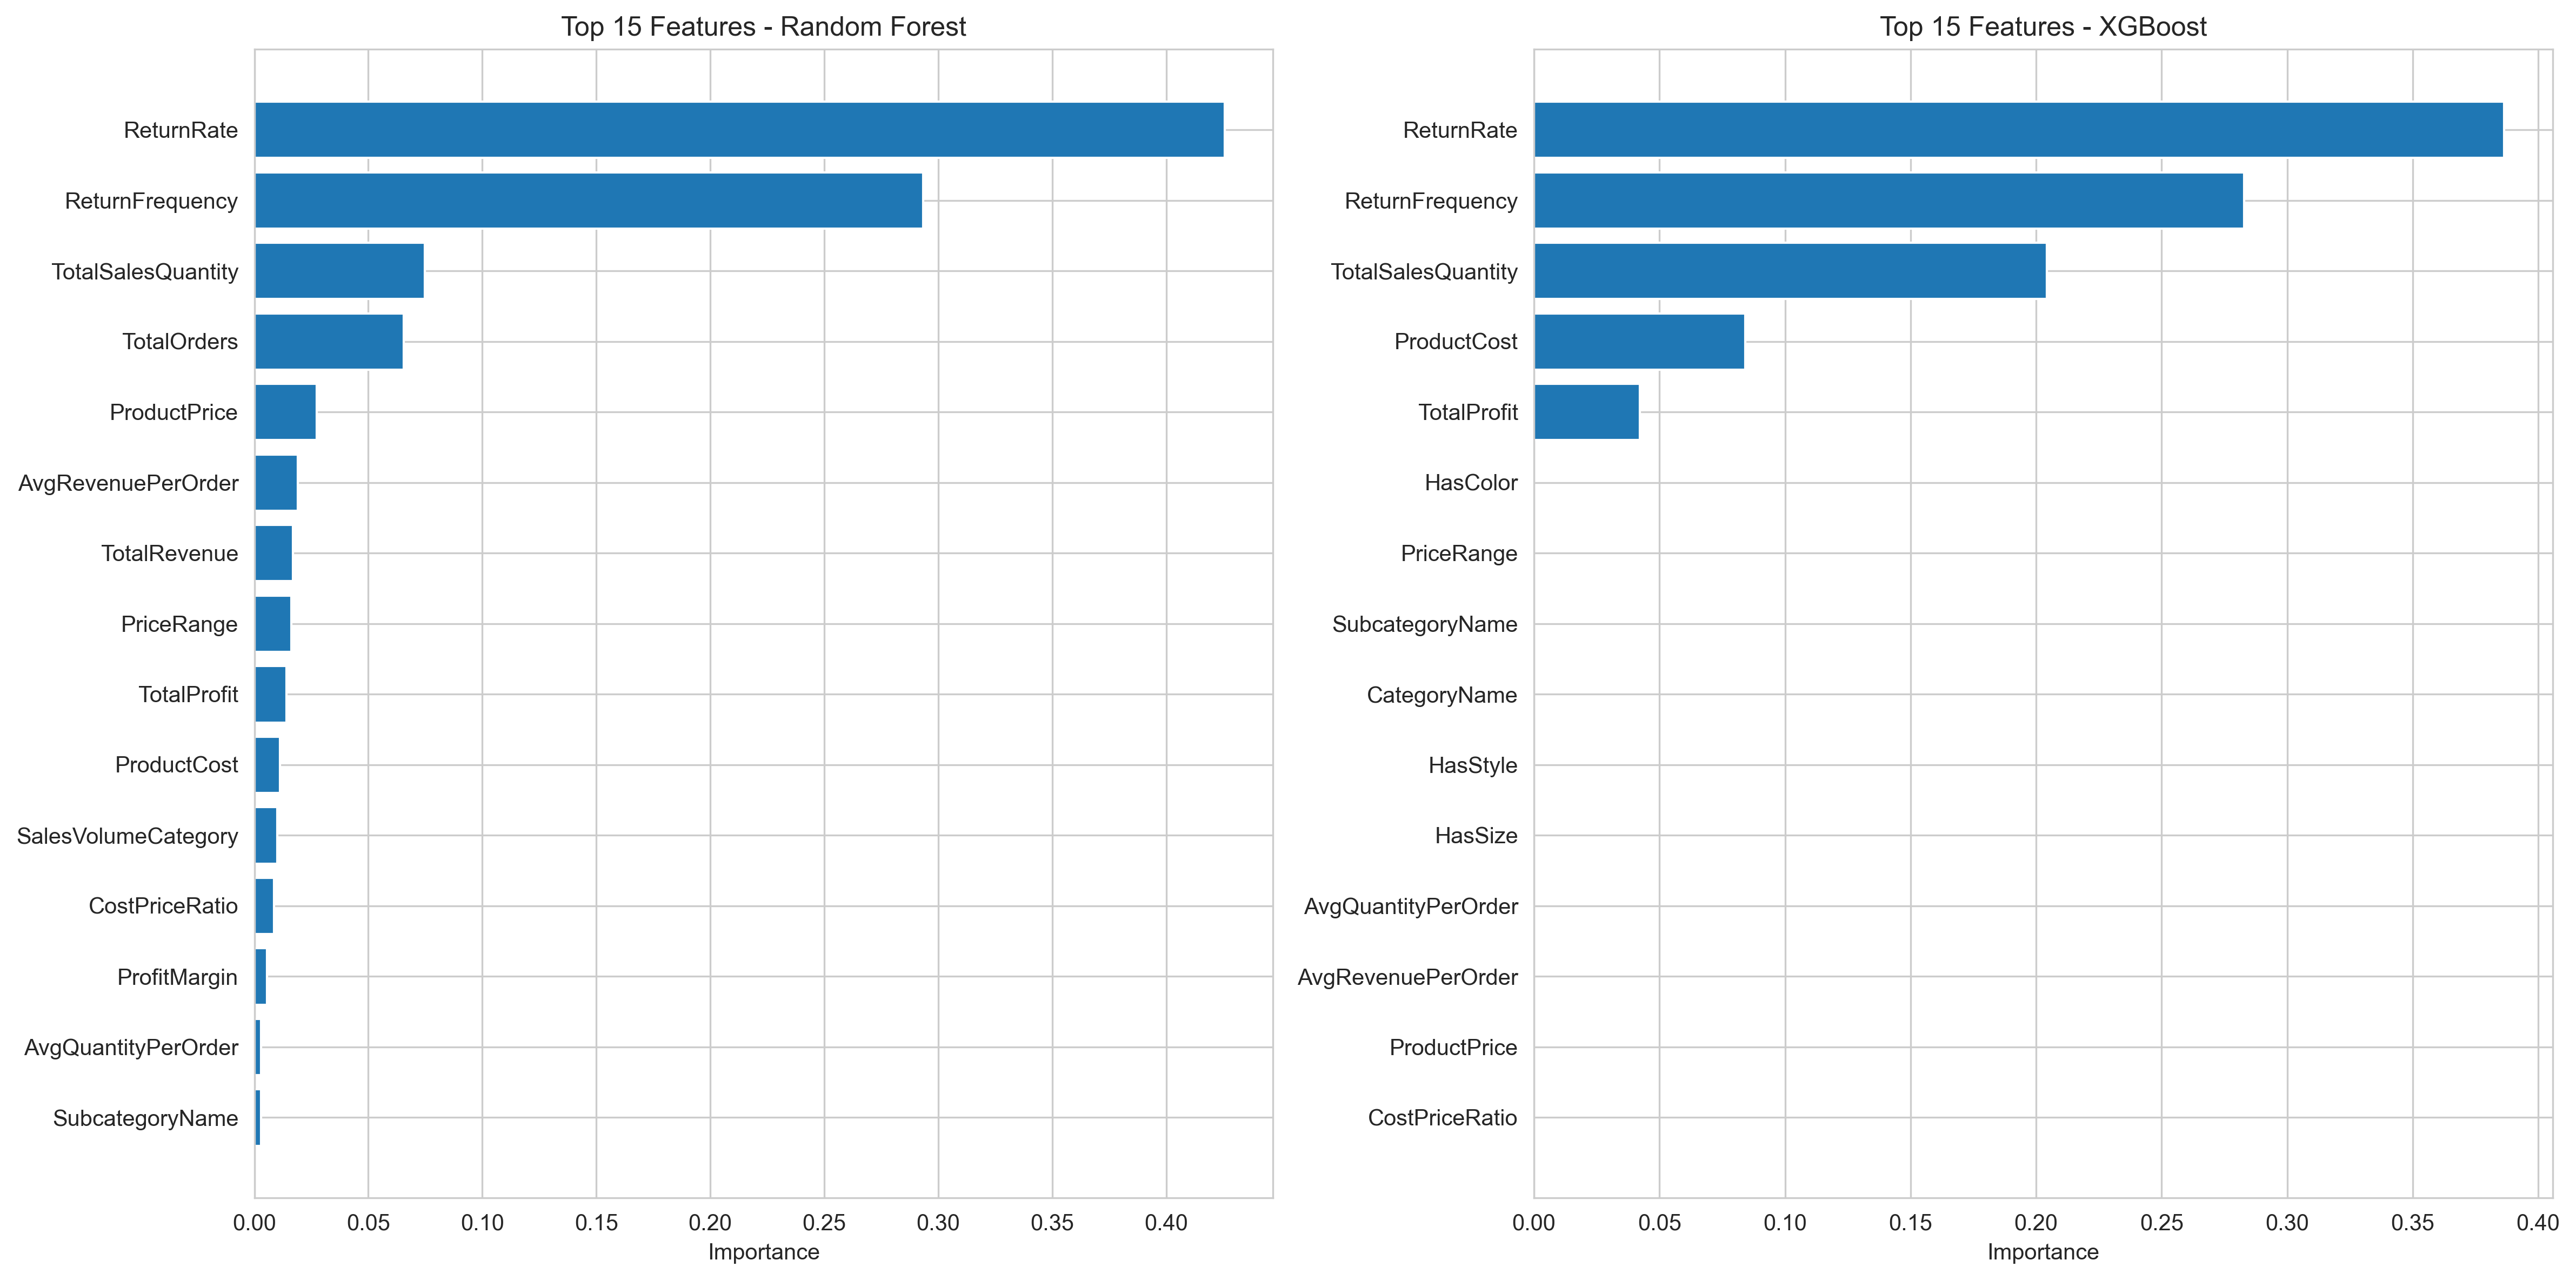 Top 15 Features - Random Forest
ReturnRate
ReturnFrequency
TotalSalesQuantity
TotalOrders
ProductPrice
AvgRevenuePerOrder
TotalRevenue
PriceRange
TotalProfit
ProductCost
SalesVolumeCategory
CostPriceRatio
ProfitMargin
AvgQuantityPerOrder
SubcategoryName
0.00 0.05 0.10 0.15 0.20 0.25 0.30 0.35 0.40
Importance
Top 15 Features - XGBoost
ReturnRate
ReturnFrequency
TotalSalesQuantity
ProductCost
TotalProfit
HasColor
PriceRange
SubcategoryName
CategoryName
HasStyle
HasSize
AvgQuantityPerOrder
AvgRevenuePerOrder
ProductPrice
CostPriceRatio
0.00 0.05 0.10 0.15 0.20 0.25 0.30 0.35 0.40
Importance